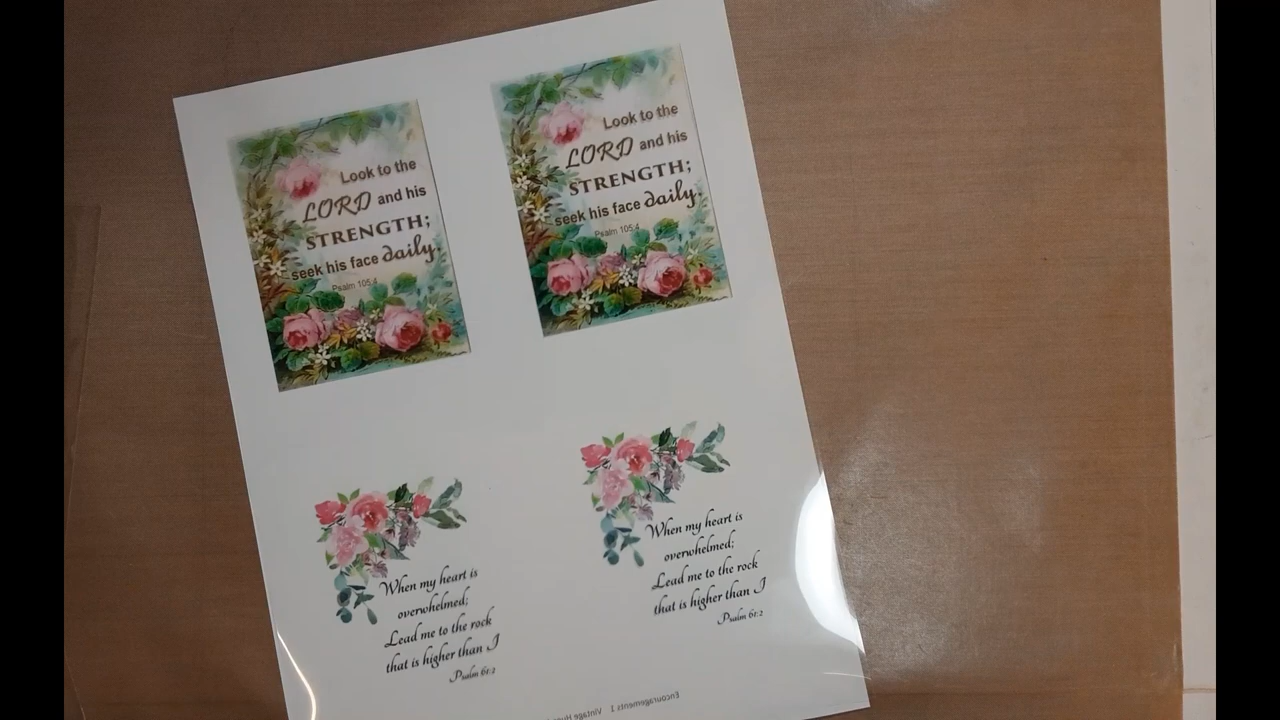 Look to the
LORD and his
STRENGTH;
seek his face daily.
Psalm 105:4
Look to the
LORD and his
STRENGTH;
seek his face daily.
Psalm 105:4
When my heart is
overwhelmed;
Lead me to the rock
that is higher than I
Psalm 61:2
When my heart is
overwhelmed;
Lead me to the rock
that is higher than I
Psalm 61:2
Encouragements 1 Vintage